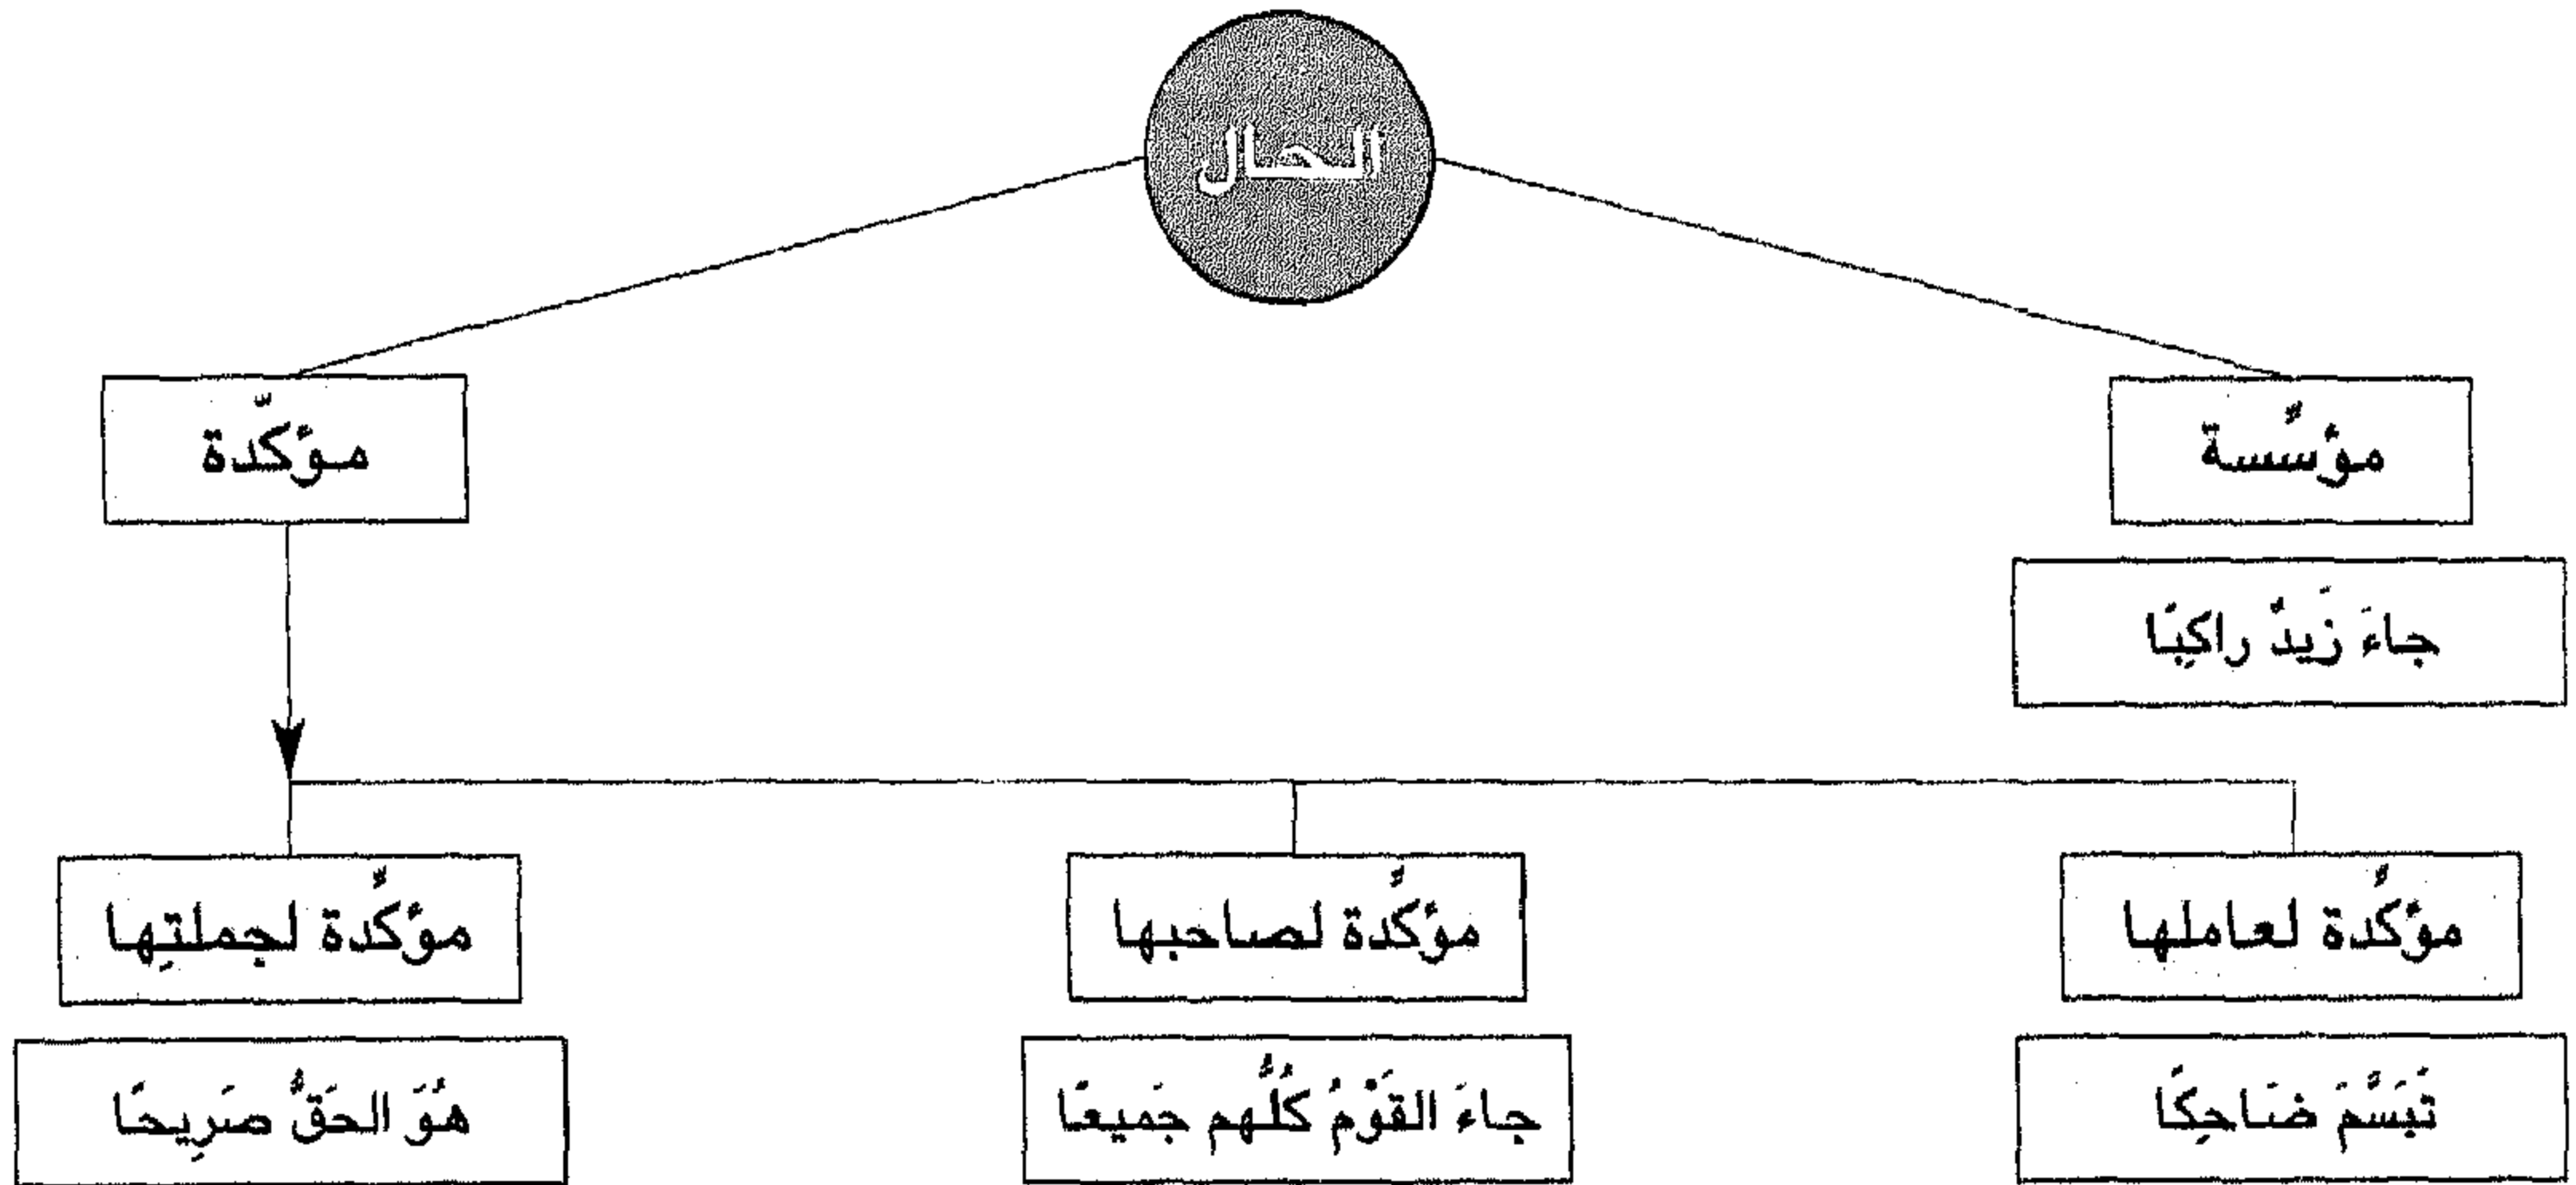 الحال
مؤسِّسة
مؤكّدة
جاءَ زَيدٌ راكِبًا
مؤكِّدة لعاملها
مؤكِّدة لصاحبها
مؤكِّدة لجملتِها
تَبَسَّمَ ضَاحِكًا
جاءَ القَوْمُ كُلُّهم جَميعًا
هُوَ الحَقُّ صَرِيحًا